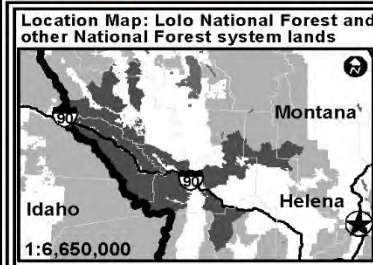 Location Map: Lolo National Forest and
other National Forest system lands
N
Montana
90
90
Idaho
Helena
1:6,650,000